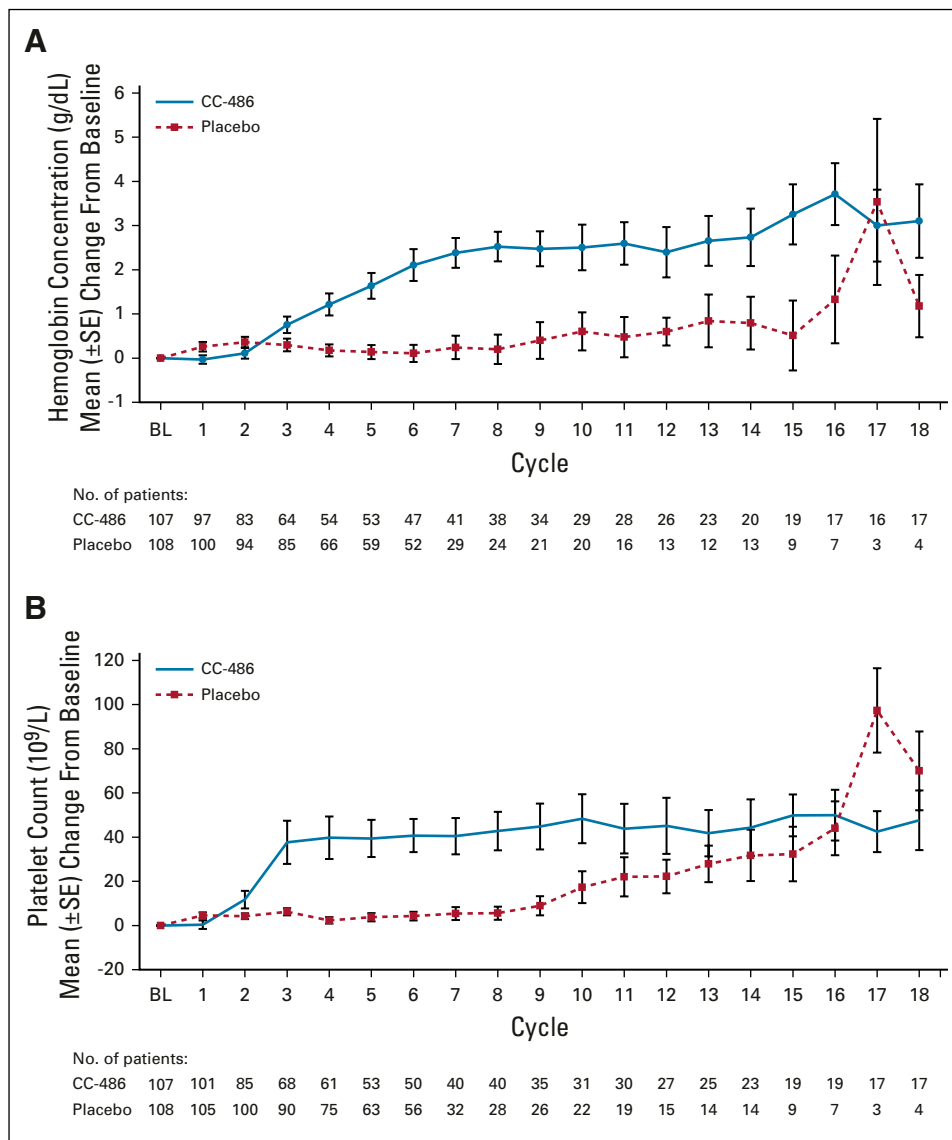 A
Hemoglobin Concentration (g/dL)
Mean (±SE) Change From Baseline
6
5
4
3
2
1
0
-1
CC-486
Placebo
BL 1 2 3 4 5 6 7 8 9 10 11 12 13 14 15 16 17 18
Cycle
No. of patients:
CC-486 107 97 83 64 54 53 47 41 38 34 29 28 26 23 20 19 17 16 17
Placebo 108 100 94 85 66 59 52 29 24 21 20 16 13 12 13 9 7 3 4
B
Platelet Count (10⁹/L)
Mean (±SE) Change From Baseline
120
100
80
60
40
20
0
-20
CC-486
Placebo
BL 1 2 3 4 5 6 7 8 9 10 11 12 13 14 15 16 17 18
Cycle
No. of patients:
CC-486 107 101 85 68 61 53 50 40 40 35 31 30 27 25 23 19 19 17 17
Placebo 108 105 100 90 75 63 56 32 28 26 22 19 15 14 14 9 7 3 4